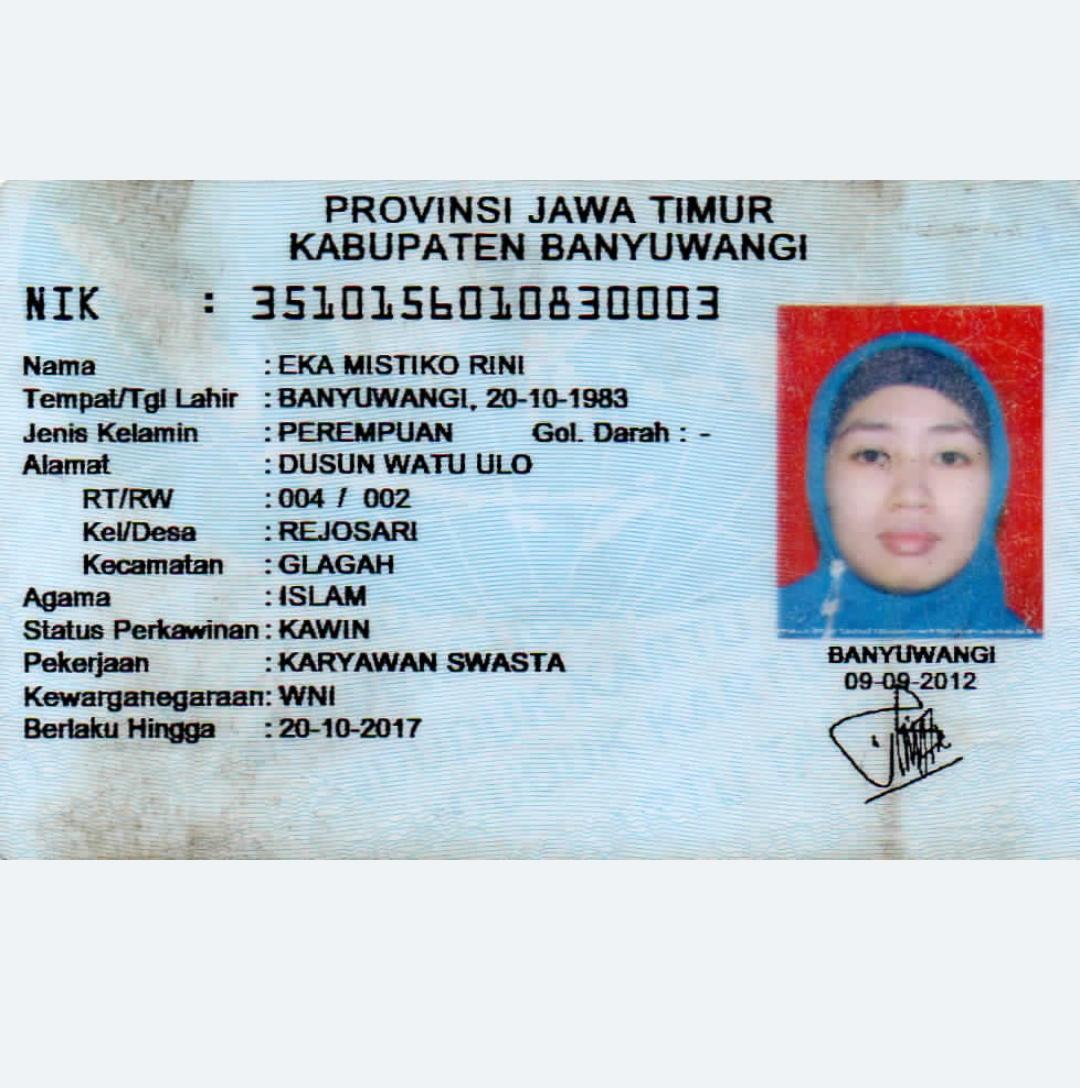 PROVINSI JAWA TIMUR
KABUPATEN BANYUWANGI
NIK : 3510156010830003
Nama : EKA MISTIKO RINI
Tempat/Tgl Lahir : BANYUWANGI, 20-10-1983
Jenis Kelamin : PEREMPUAN Gol. Darah : -
Alamat : DUSUN WATU ULO
RT/RW : 004 / 002
Kel/Desa : REJOSARI
Kecamatan : GLAGAH
Agama : ISLAM
Status Perkawinan : KAWIN
Pekerjaan : KARYAWAN SWASTA
Kewarganegaraan: WNI
Berlaku Hingga : 20-10-2017
BANYUWANGI
09-09-2012